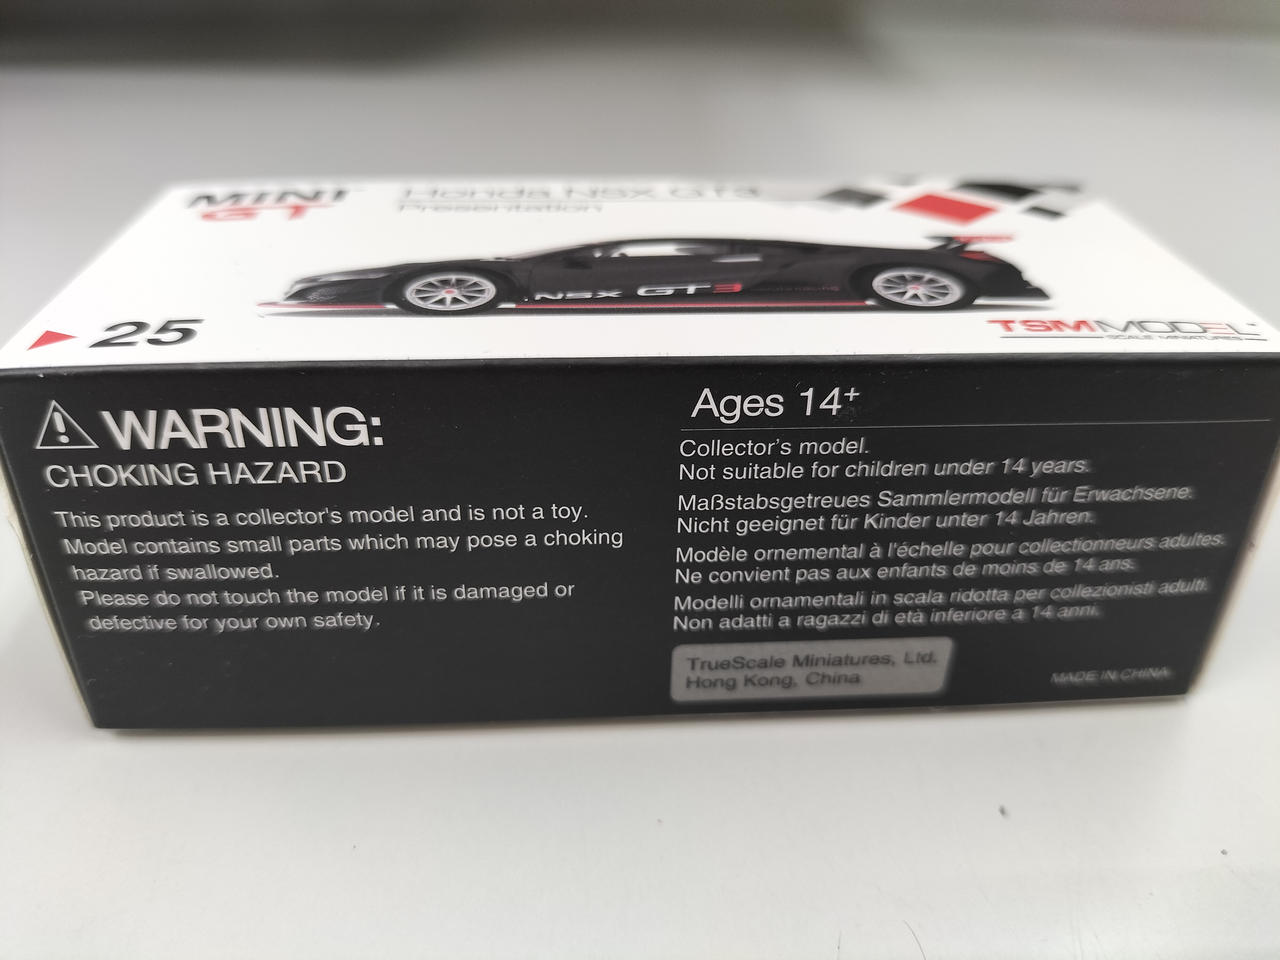 MINI
GT
Honda NSX GT3
Presentation
NSX GT3
25
TSMMODEL
SCALE MINIATURES
WARNING:
CHOKING HAZARD
This product is a collector's model and is not a toy.
Model contains small parts which may pose a choking
hazard if swallowed.
Please do not touch the model if it is damaged or
defective for your own safety.
Ages 14+
Collector's model.
Not suitable for children under 14 years.
Maßstabsgetreues Sammlermodell für Erwachsene.
Nicht geeignet für Kinder unter 14 Jahren.
Modèle ornemental à l'échelle pour collectionneurs adultes.
Ne convient pas aux enfants de moins de 14 ans.
Modelli ornamentali in scala ridotta per collezionisti adulti.
Non adatti a ragazzi di età inferiore a 14 anni.
TrueScale Miniatures, Ltd.
Hong Kong, China
MADE IN CHINA